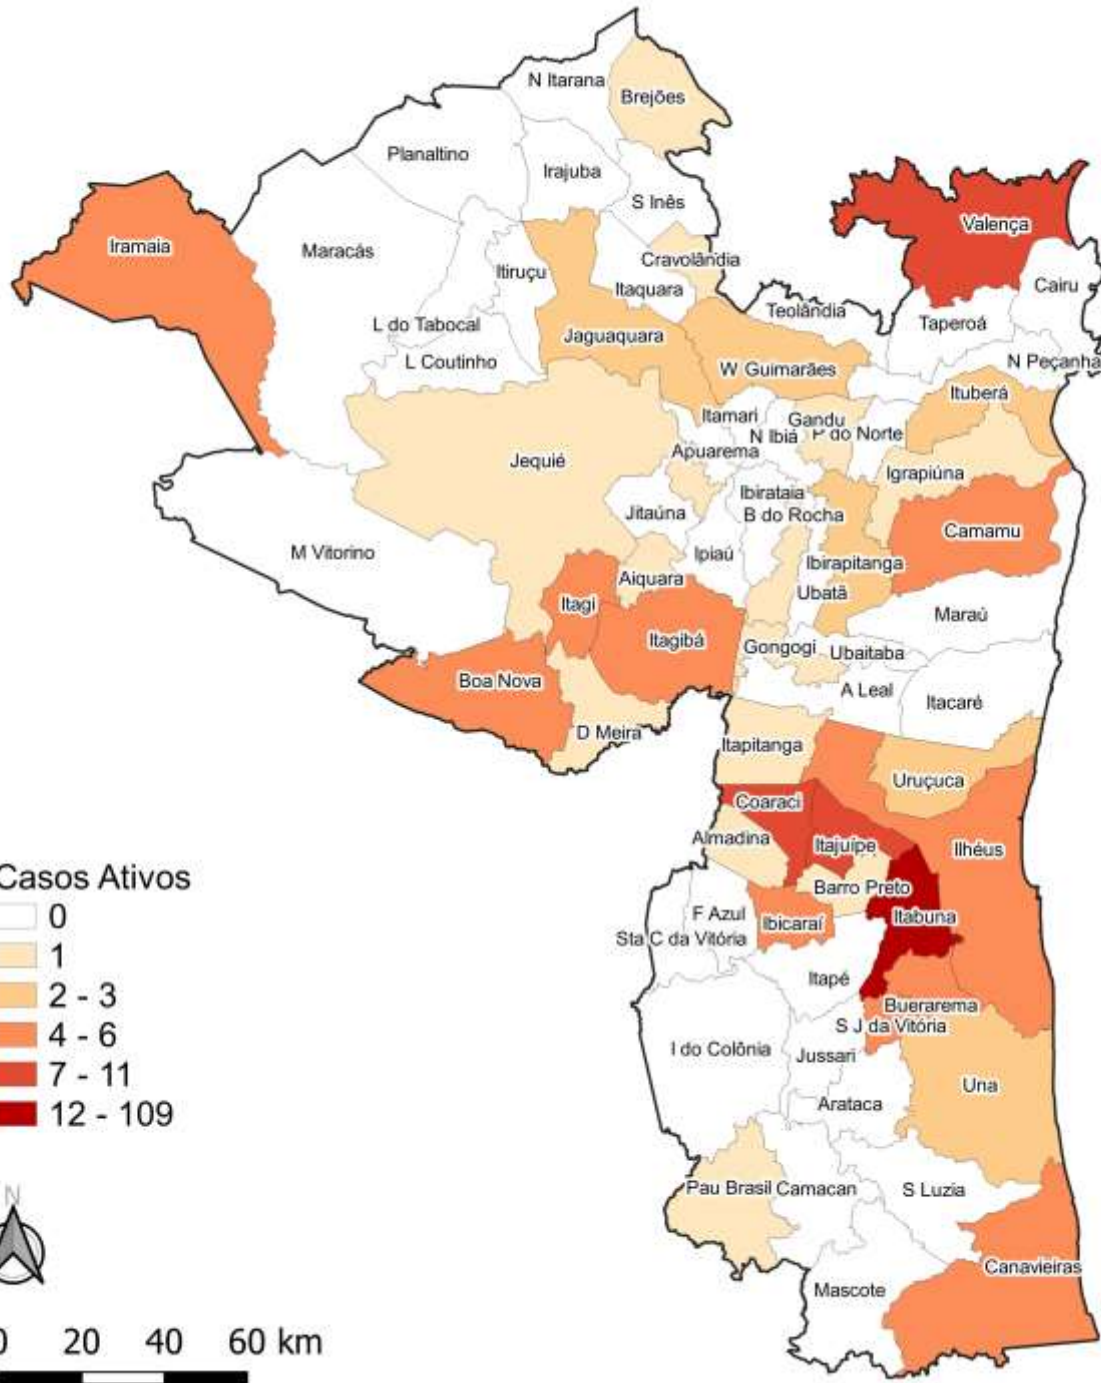 N Itarana
Brejões
Planaltino
Irajuba
S Inês
Valença
Iramaia
Maracás
Cravolândia
Itiruçu
Itaquara
Cairu
Teolândia
Taperoá
L do Tabocal
Jaguaquara
L Coutinho
W Guimarães
N Peçanha
Ituberá
Itamari
Gandu
N Ibiá
P do Norte
Apuarema
Jequié
Igrapiúna
Ibirataia
Jitaúna
B do Rocha
Camamu
M Vitorino
Ipiaú
Ibirapitanga
Aiquara
Ubatã
Itagi
Maraú
Itagibá
Gongogi
Ubaitaba
Boa Nova
A Leal
Itacaré
D Meira
Itapitanga
Uruçuca
Coaraci
Almadina
Itajuípe
Ilhéus
Barro Preto
F Azul
Ibicaraí
Itabuna
Sta C da Vitória
Itapé
Buerarema
S J da Vitória
I do Colônia
Jussari
Una
Arataca
Pau Brasil
Camacan
S Luzia
Canavieiras
Mascote
Casos Ativos
0
1
2 - 3
4 - 6
7 - 11
12 - 109
N
0 20 40 60 km